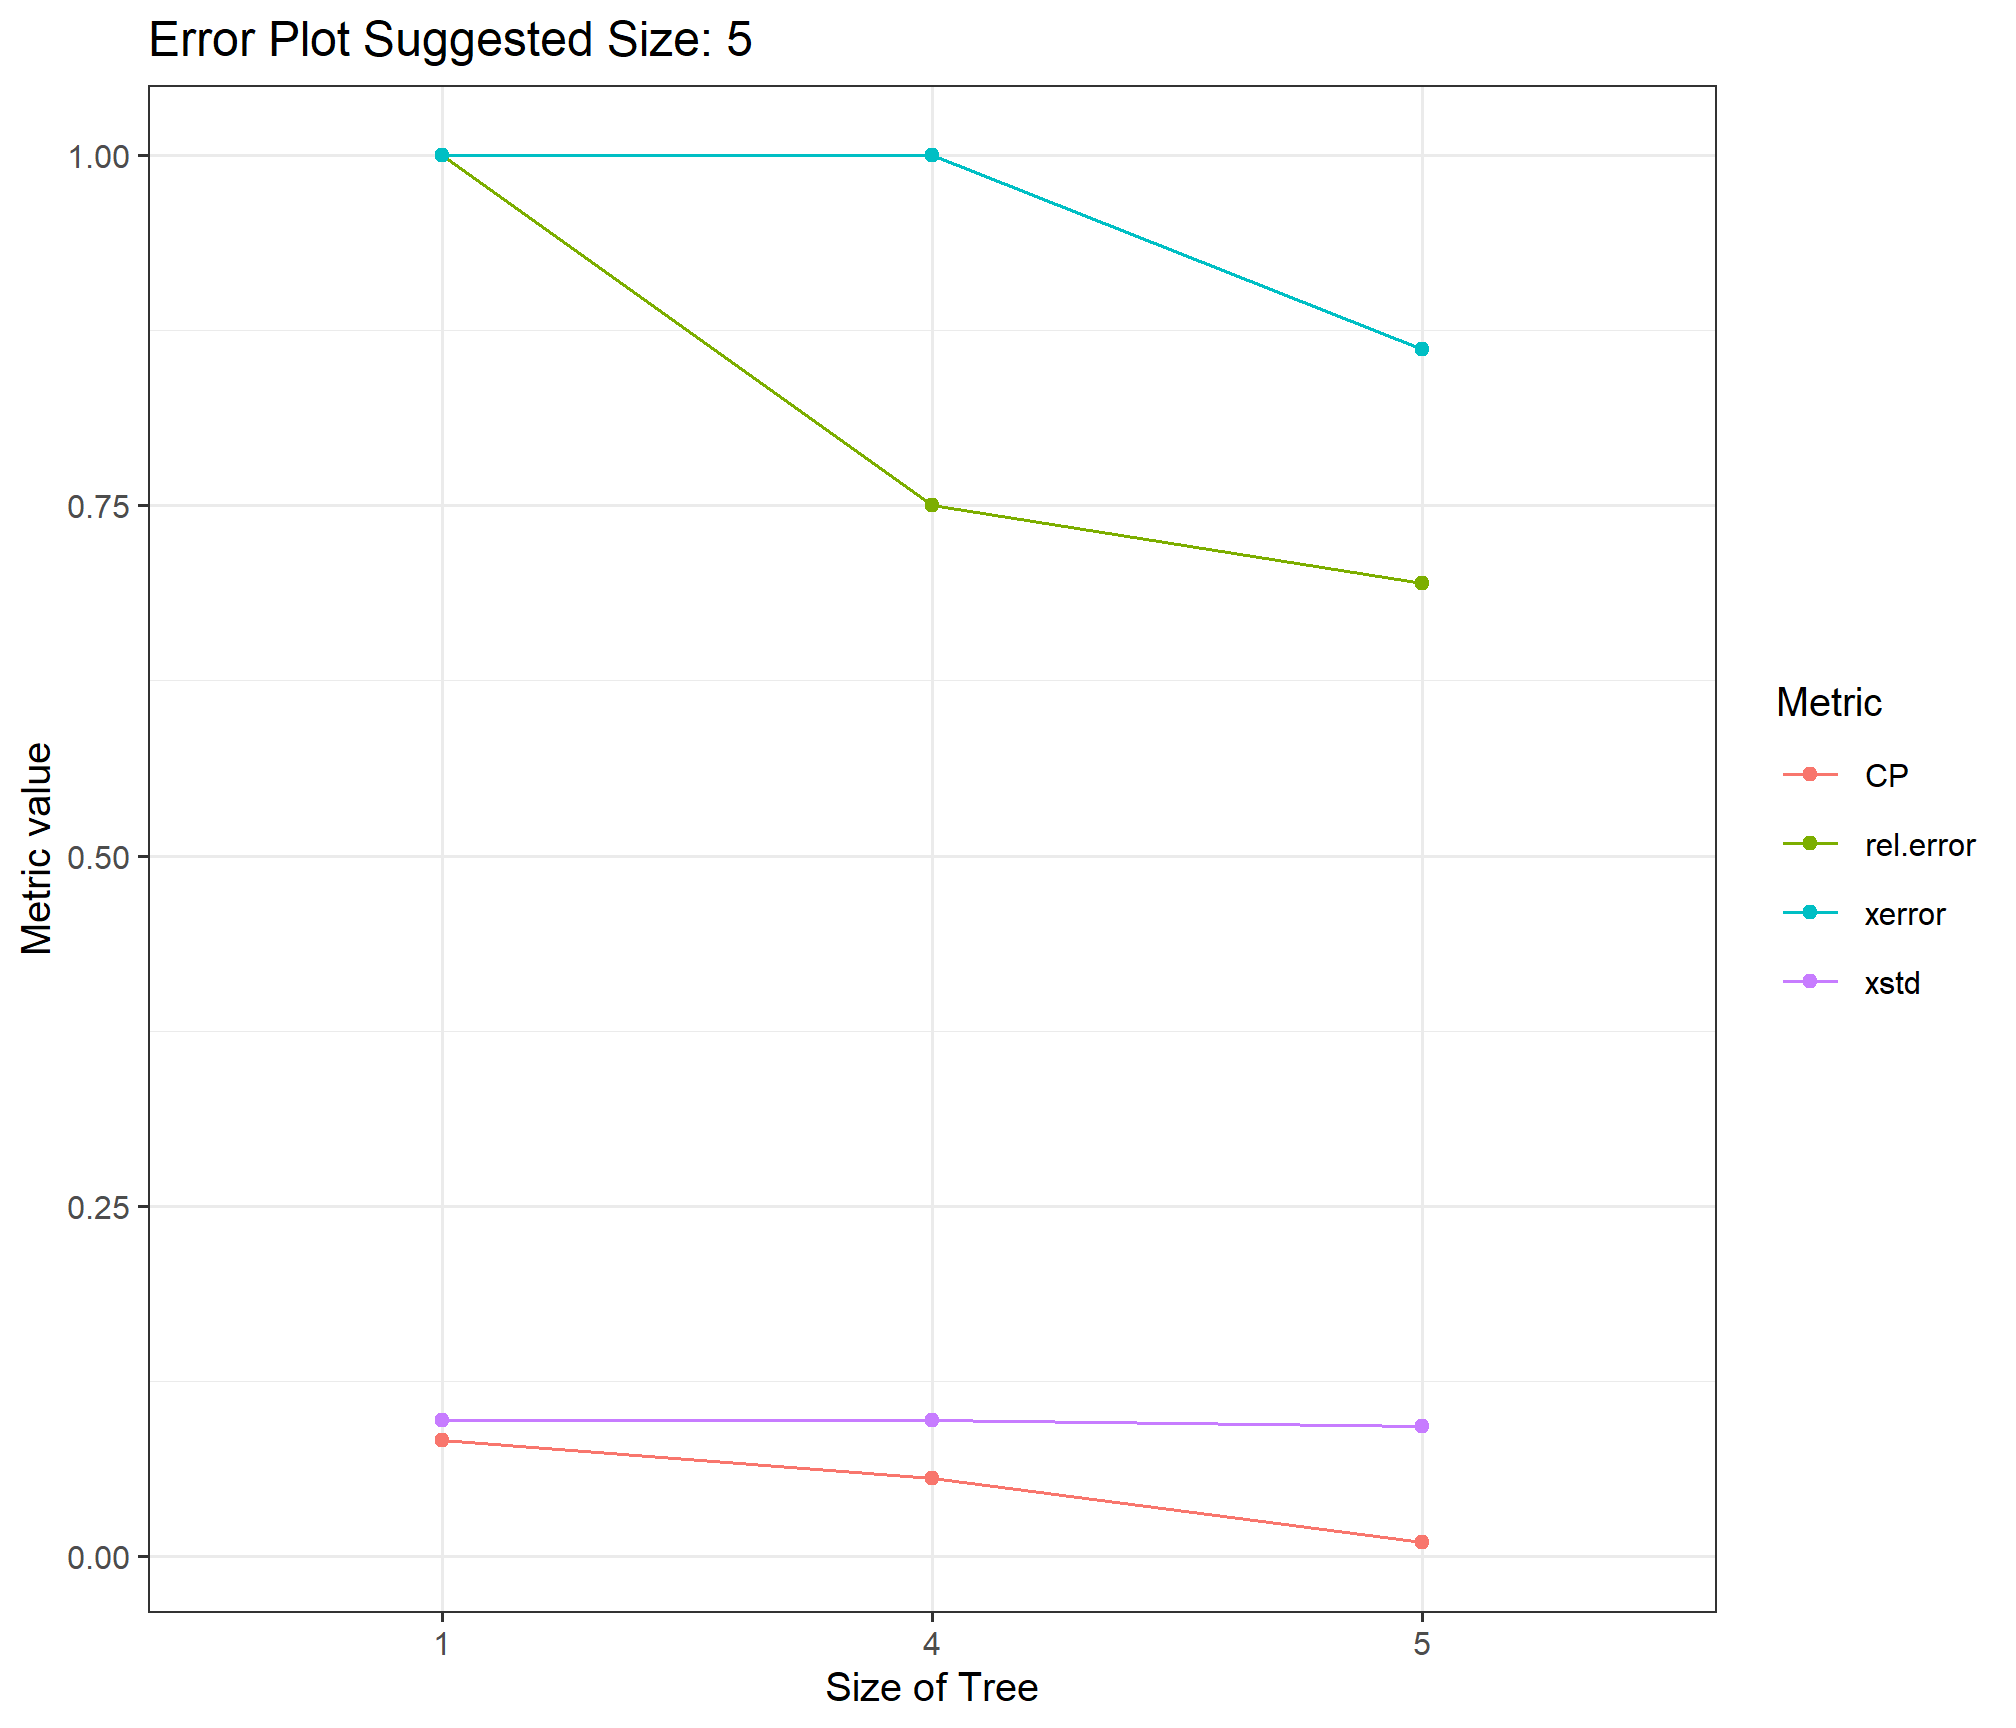 Error Plot Suggested Size: 5
1.00
0.75
0.50
0.25
0.00
Metric value
1 4 5
Size of Tree
Metric
CP
rel.error
xerror
xstd